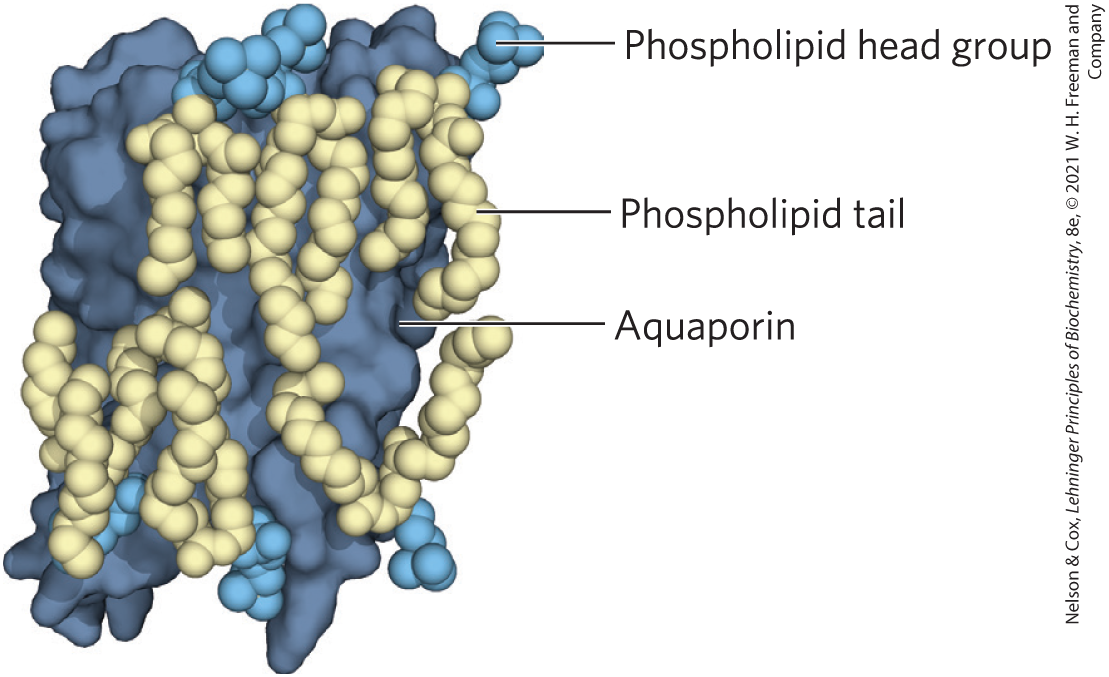 Phospholipid head group
Phospholipid tail
Aquaporin
Nelson & Cox, Lehninger Principles of Biochemistry, 8e, © 2021 W. H. Freeman and
Company